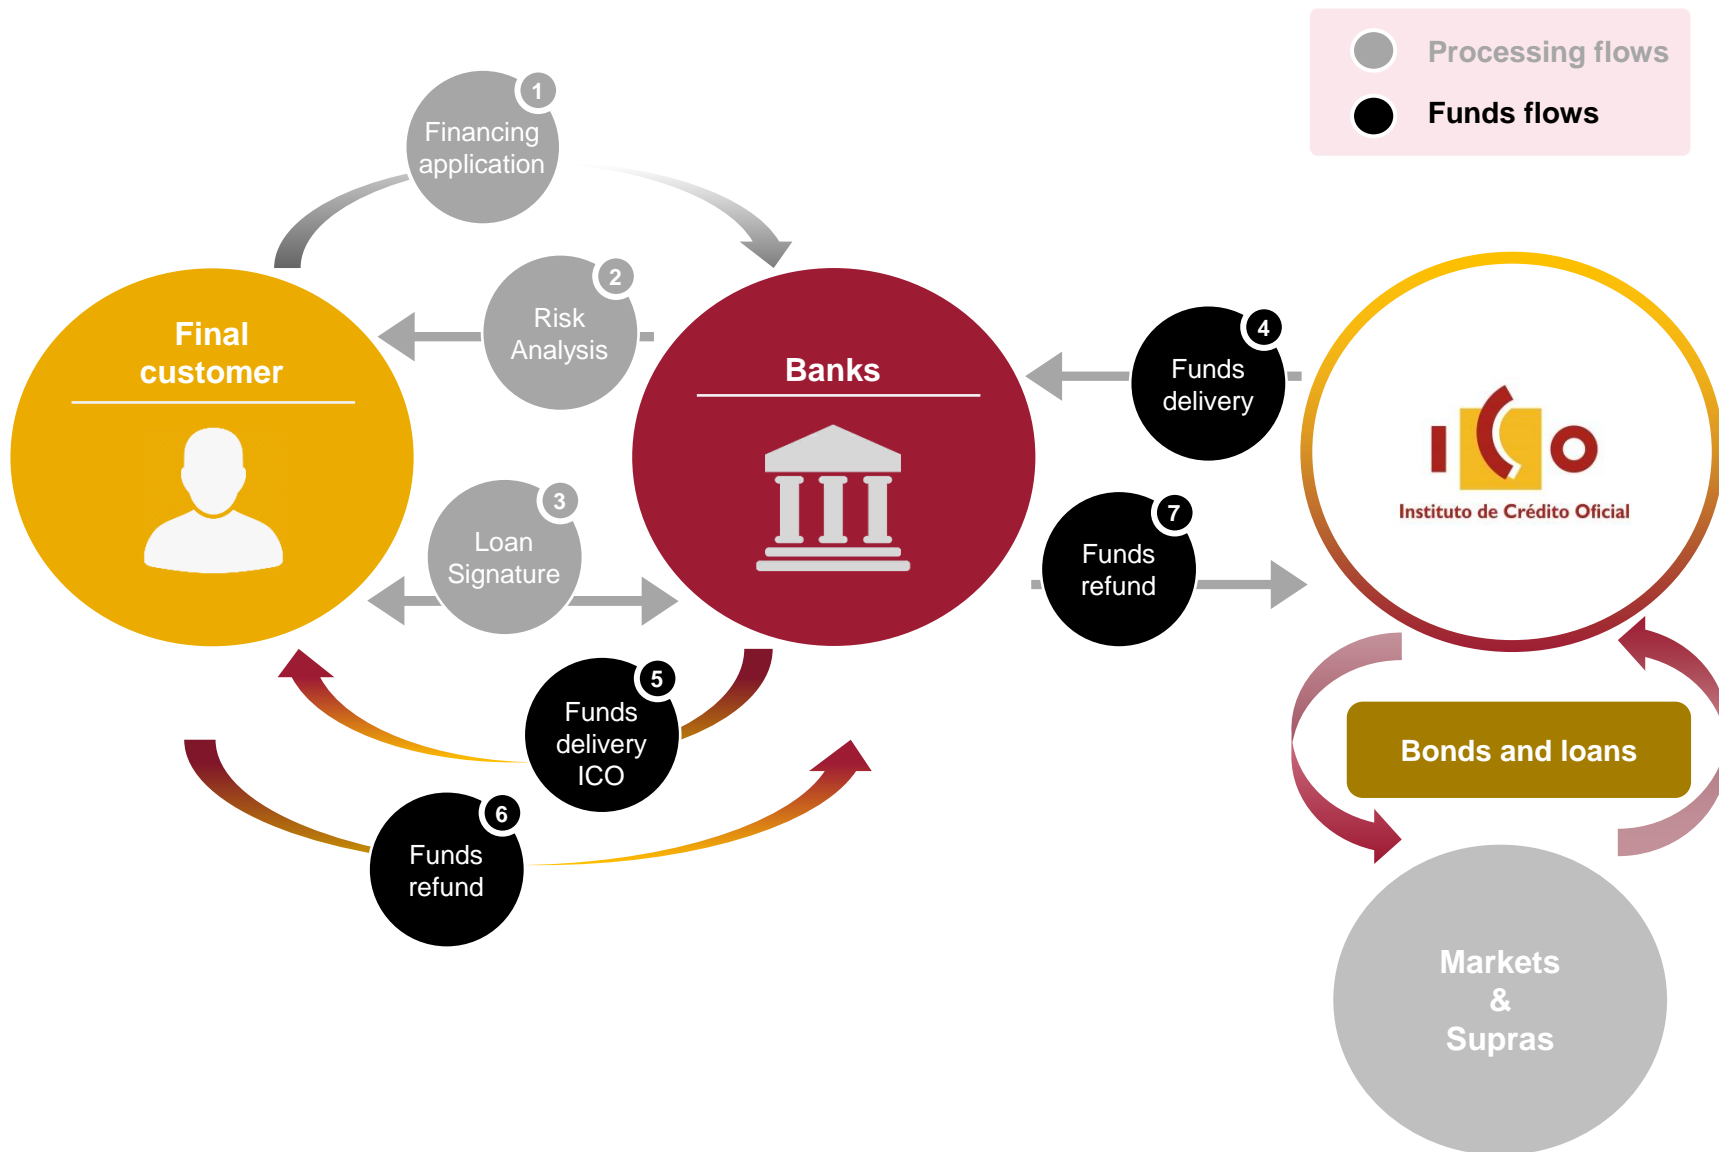 Processing flows
Funds flows
1
Financing
application
2
Risk
Analysis
3
Loan
Signature
Final
customer
Banks
4
Funds
delivery
7
Funds
refund
ICO
Instituto de Crédito Oficial
5
Funds
delivery
ICO
6
Funds
refund
Bonds and loans
Markets
&
Supras